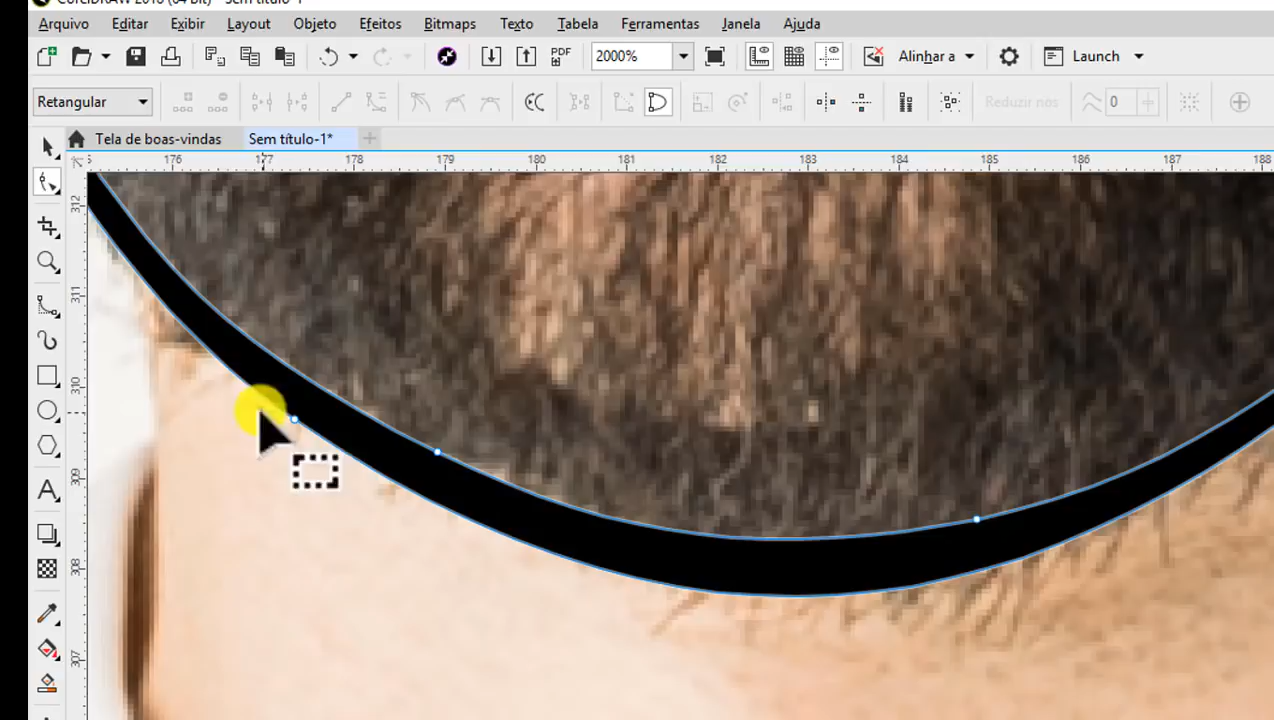 CorelDRAW 2018 (64 Bit) - Sem título-1*
Arquivo Editar Exibir Layout Objeto Efeitos Bitmaps Texto Tabela Ferramentas Janela Ajuda
PDF 2000% Alinhar a Launch
Retangular Reduzir nós 0
Tela de boas-vindas Sem título-1*
176 177 178 179 180 181 182 183 184 185 186 187 188
312
311
310
309
308
307